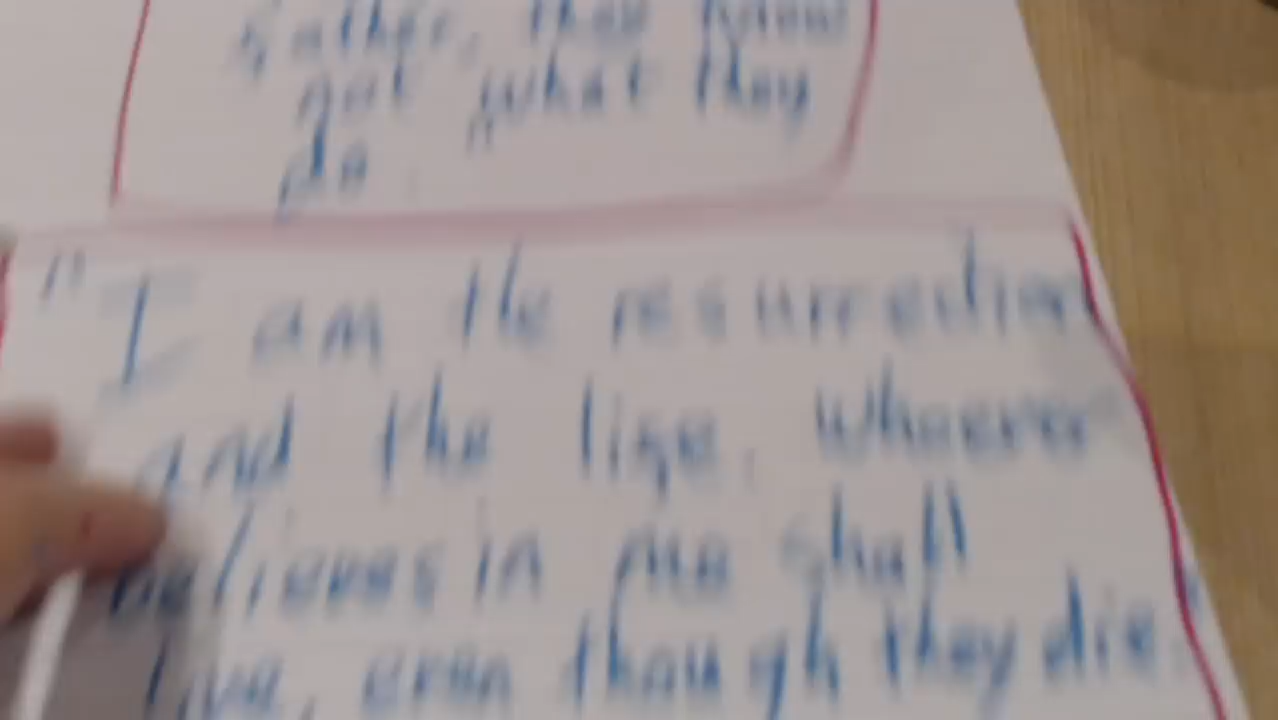 father, they know
not what they
do
"I am the resurrection
and the life. Whoever
believes in me shall
live, even though they die.